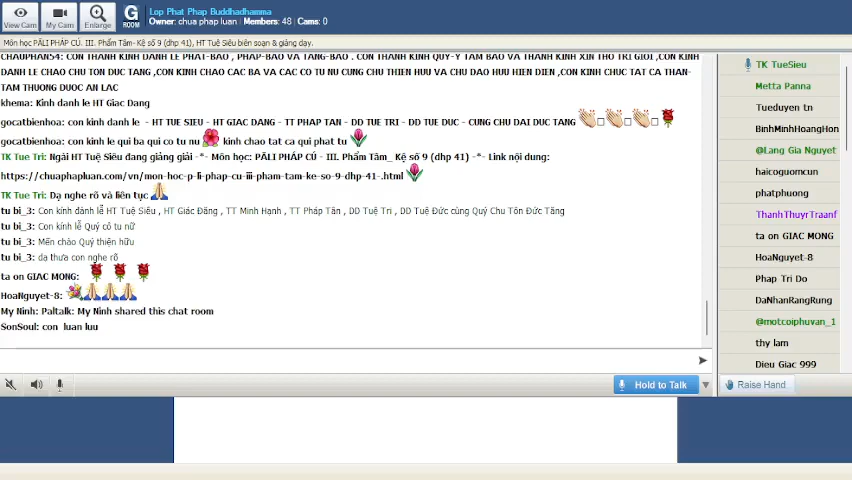 View Cam
My Cam
Enlarge
G
ROOM
Lop Phat Phap Buddhadhamma
Owner: chua phap luan | Members: 48 | Cams: 0
Môn học PĀLI PHÁP CÚ. III. Phẩm Tâm- Kệ số 9 (dhp 41), HT Tuệ Siêu biên soạn & giảng dạy.
CHAUPHAN54: CON THANH KINH DANH LE PHAT-BAO , PHAP-BAO VA TANG-BAO . CON THANH KINH QUY-Y TAM BAO VA THANH KINH XIN THO TRI GIOI ,CON KINH
DANH LE CHAO CHU TON DUC TANG ,CON KINH CHAO CAC BA VA CAC CO TU NU CUNG CHU THIEN HUU VA CHU DAO HUU HIEN DIEN ,CON KINH CHUC TAT CA THAN-
TAM THUONG DUOC AN LAC
khema: Kinh danh le HT Giac Dang
gocatbienhoa: con kinh danh le - HT TUE SIEU - HT GIAC DANG - TT PHAP TAN - DD TUE TRI - DD TUE DUC - CUNG CHU DAI DUC TANG
gocatbienhoa: con kinh le qui ba qui co tu nu kinh chao tat ca qui phat tu
TK Tue Tri: Ngài HT Tuệ Siêu đang giảng giải -*- Môn học: PĀLI PHÁP CÚ - III. Phẩm Tâm_ Kệ số 9 (dhp 41) -*- Link nội dung:
https://chuaphapluan.com/vn/mon-hoc-p-li-phap-cu-iii-pham-tam-ke-so-9-dhp-41-.html
TK Tue Tri: Dạ nghe rõ và liên tục
tu bi_3: Con kính đảnh lễ HT Tuệ Siêu , HT Giác Đăng , TT Minh Hạnh , TT Pháp Tân , DD Tuệ Tri , DD Tuệ Đức cùng Quý Chu Tôn Đức Tăng
tu bi_3: Con kính lễ Quý cô tu nữ
tu bi_3: Mến chào Quý thiện hữu
tu bi_3: dạ thưa con nghe rõ
ta on GIAC MONG:
HoaNguyet-8:
My Ninh: Paltalk: My Ninh shared this chat room
SonSoul: con luan luu
Hold to Talk
TK TueSieu
Metta Panna
Tueduyen tn
BinhMinhHoangHon
@Lang Gia Nguyet
haicoguomcun
phatphuong
ThanhThuyrTraanf
ta on GIAC MONG
HoaNguyet-8
Phap Tri Do
DaNhanRangRung
@motcoiphuvan_1
thy lam
Dieu Giac 999
Raise Hand